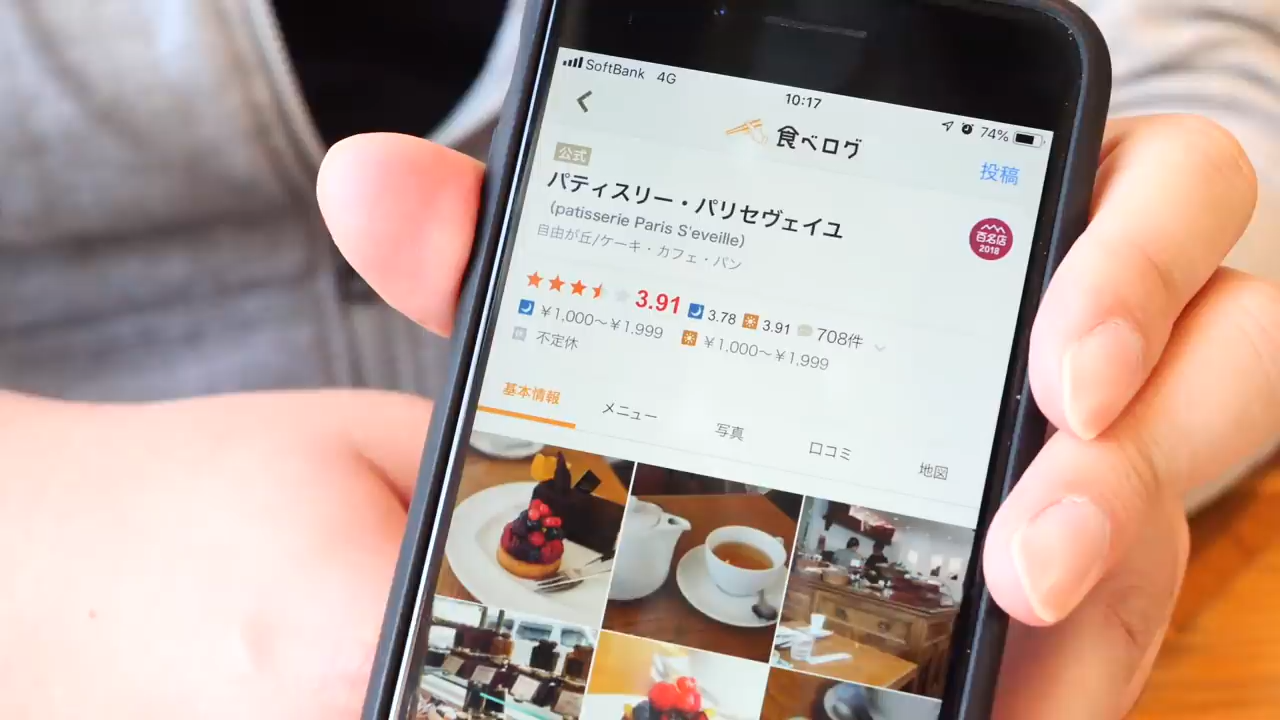 SoftBank 4G
10:17
74%
食べログ
投稿
公式
パティスリー・パリセヴェイユ
(patisserie Paris S'eveille)
自由が丘/ケーキ・カフェ・パン
百名店
2018
3.91 3.78 3.91 708件
¥1,000～¥1,999 ¥1,000～¥1,999
休 不定休
基本情報 メニュー 写真 口コミ 地図